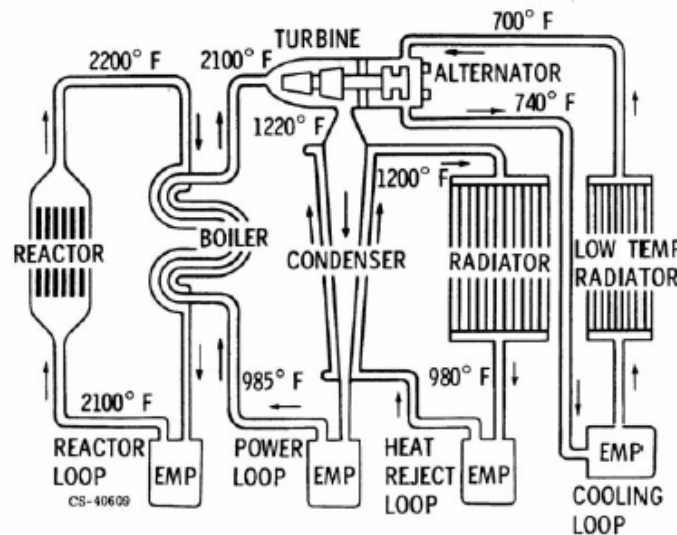 TURBINE
700° F
2200° F
2100° F
ALTERNATOR
740° F
1220° F
1200° F
REACTOR
BOILER
CONDENSER
RADIATOR
LOW TEMP
RADIATOR
2100° F
985° F
980° F
REACTOR
LOOP
EMP
POWER
LOOP
EMP
HEAT
REJECT
LOOP
EMP
EMP
COOLING
LOOP
CS-40609